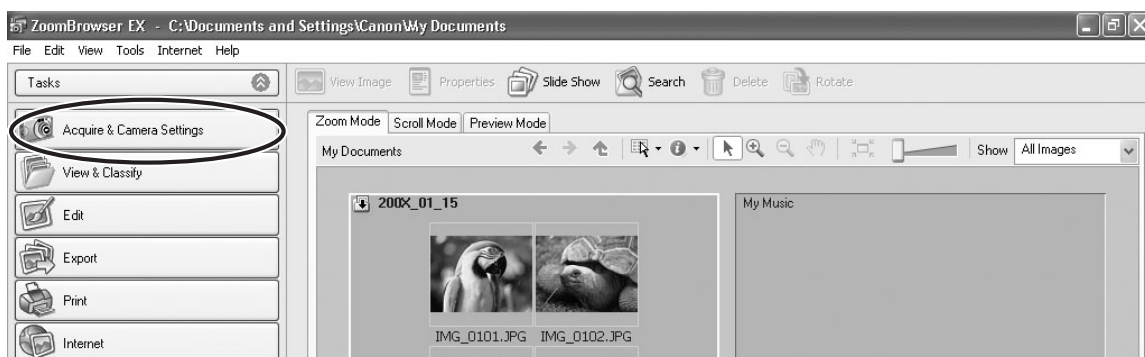 ZoomBrowser EX - C:\Documents and Settings\Canon\My Documents
File Edit View Tools Internet Help
Tasks
View Image Properties Slide Show Search Delete Rotate
Acquire & Camera Settings
Zoom Mode Scroll Mode Preview Mode
My Documents
Show All Images
View & Classify
200X_01_15
My Music
Edit
Export
Print
IMG_0101.JPG IMG_0102.JPG
Internet